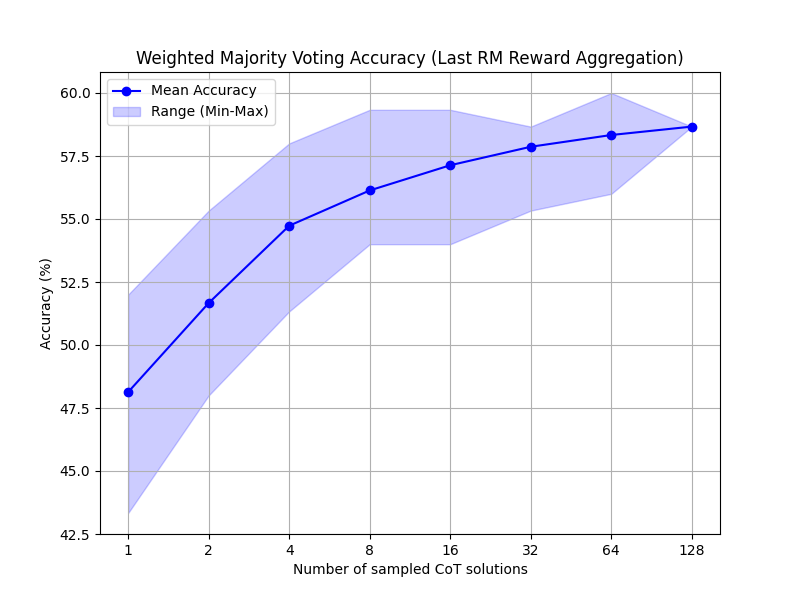 Weighted Majority Voting Accuracy (Last RM Reward Aggregation)
Mean Accuracy
Range (Min-Max)
60.0
57.5
55.0
52.5
50.0
47.5
45.0
42.5
Accuracy (%)
1 2 4 8 16 32 64 128
Number of sampled CoT solutions